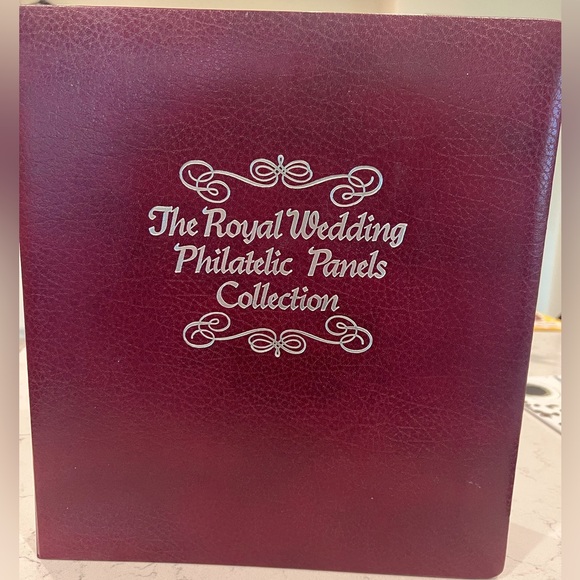 The Royal Wedding
Philatelic Panels
Collection